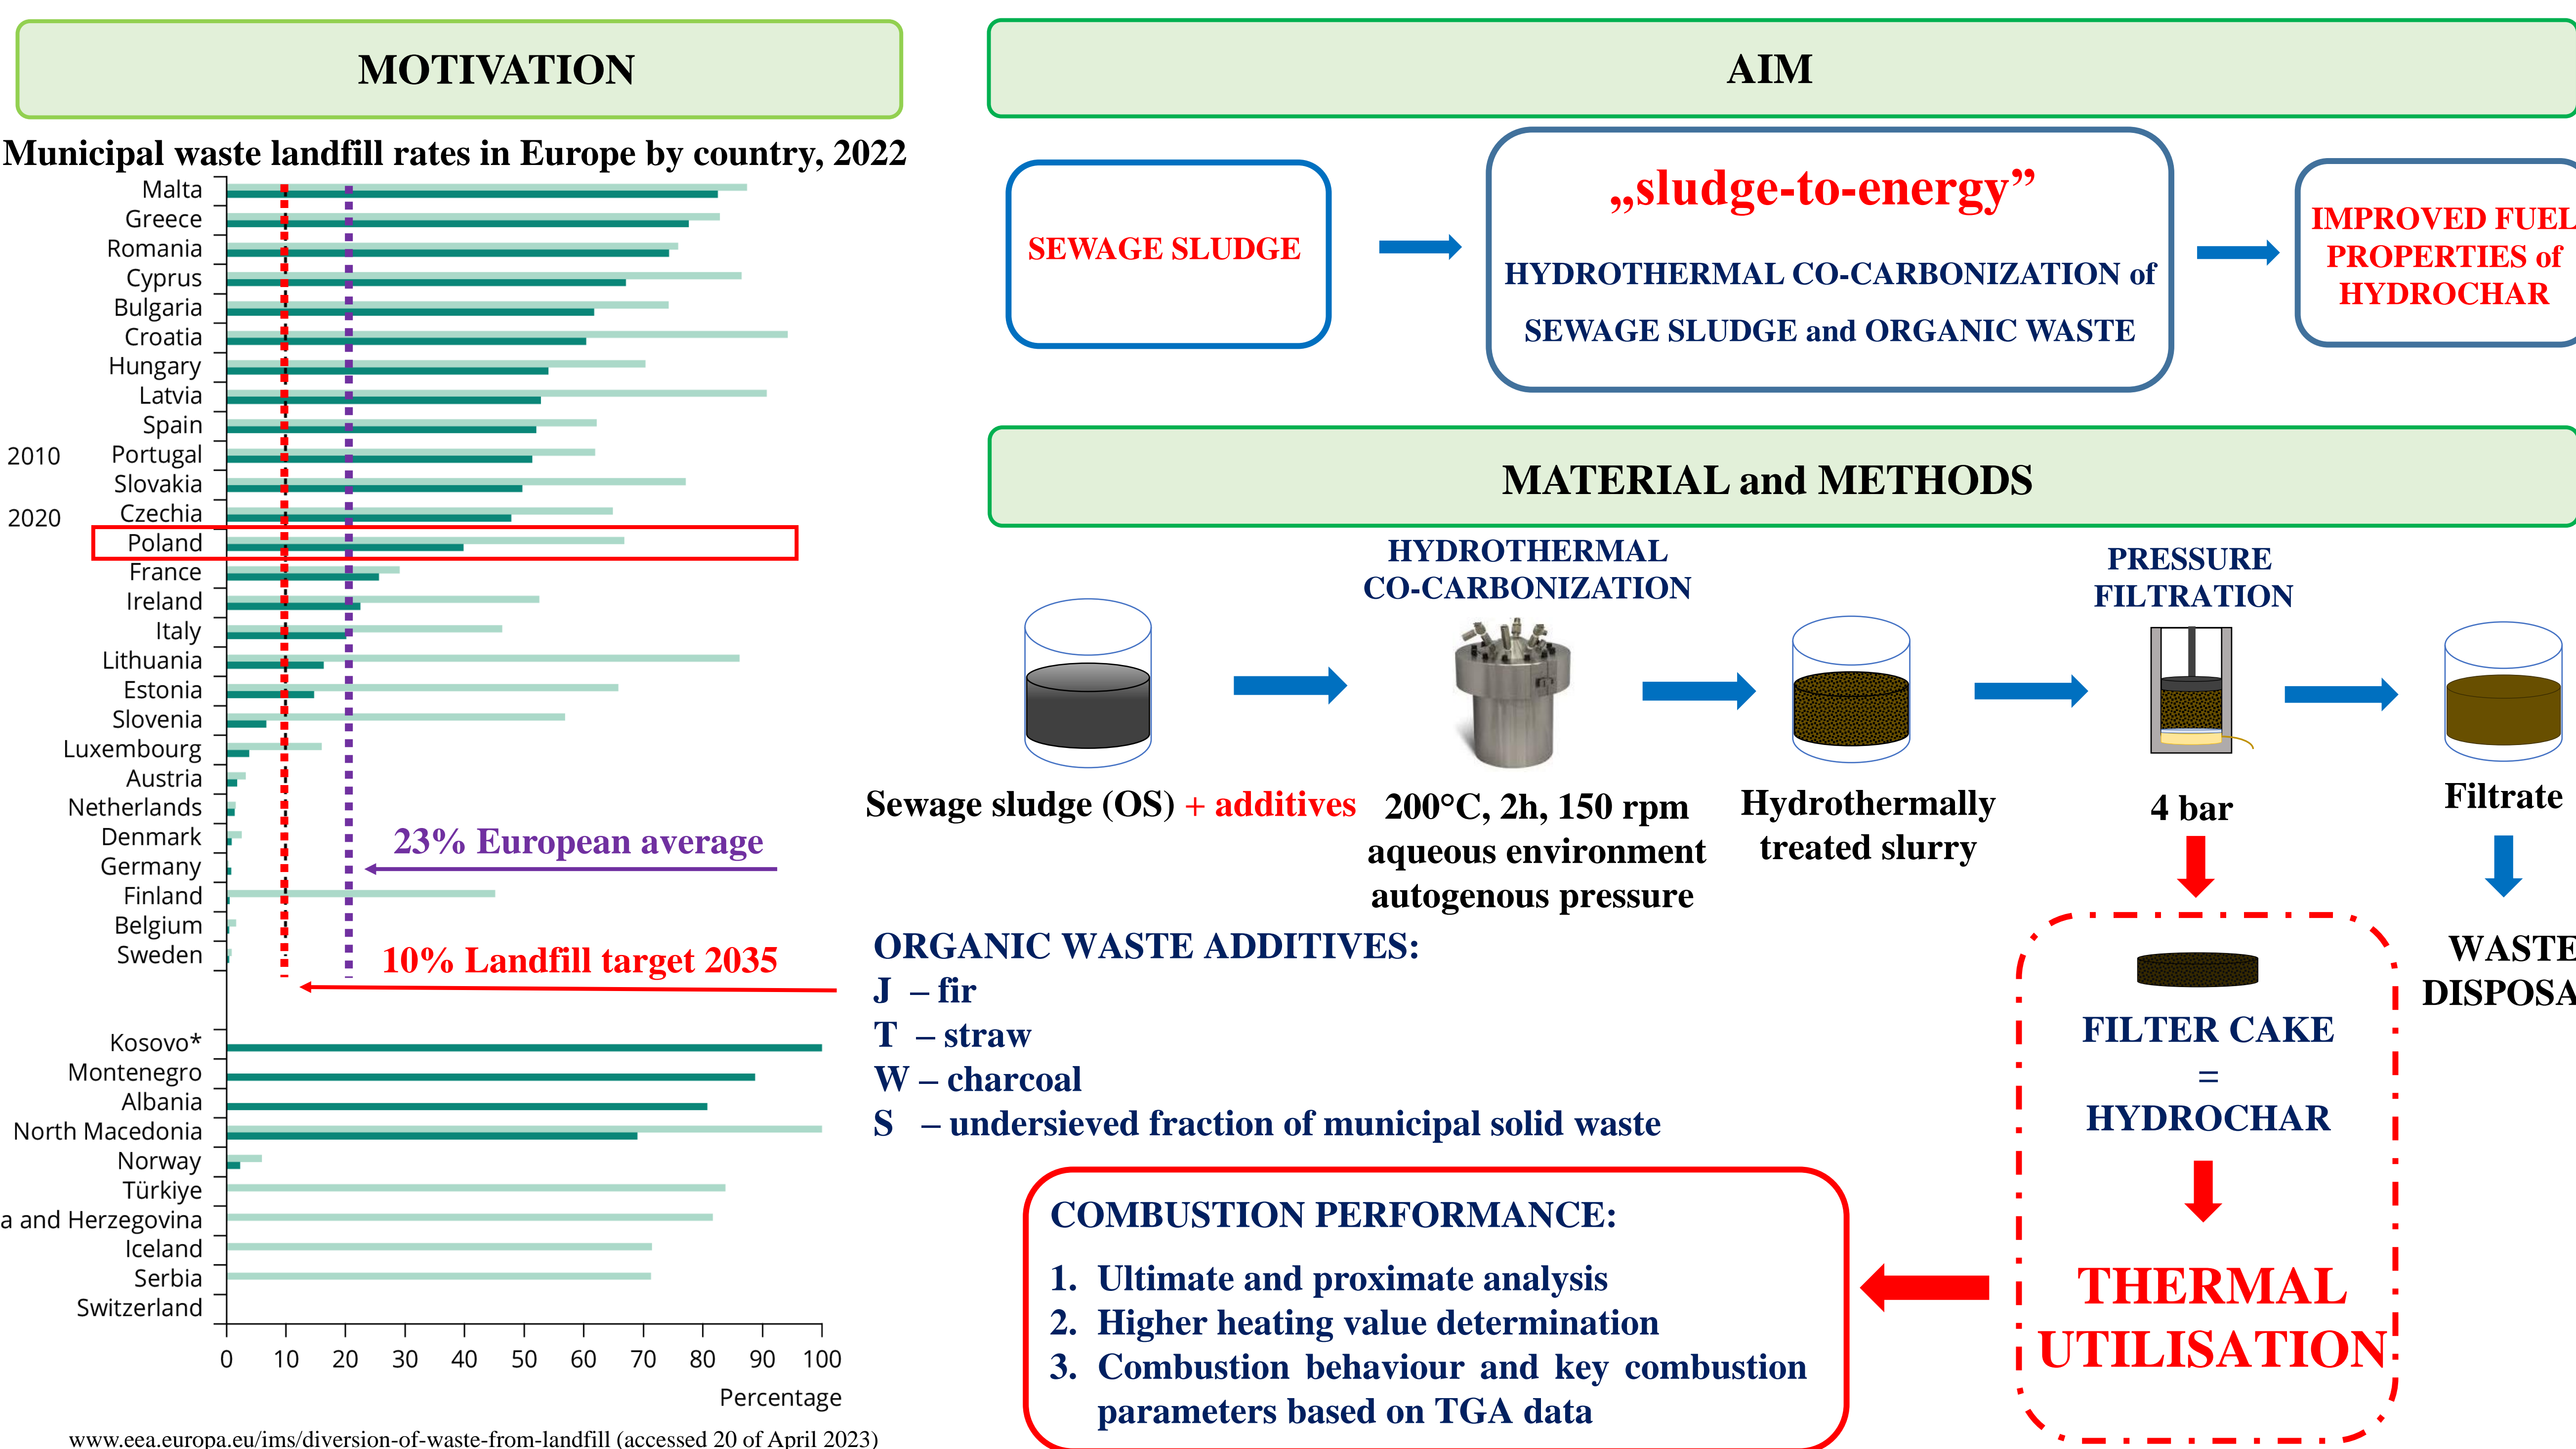 MOTIVATION
Municipal waste landfill rates in Europe by country, 2022
Malta
Greece
Romania
Cyprus
Bulgaria
Croatia
Hungary
Latvia
Spain
2010
Portugal
Slovakia
2020
Czechia
Poland
France
Ireland
Italy
Lithuania
Estonia
Slovenia
Luxembourg
Austria
Netherlands
Denmark
Germany
Finland
Belgium
Sweden
23% European average
10% Landfill target 2035
Kosovo*
Montenegro
Albania
North Macedonia
Norway
Türkiye
a and Herzegovina
Iceland
Serbia
Switzerland
0 10 20 30 40 50 60 70 80 90 100
Percentage
www.eea.europa.eu/ims/diversion-of-waste-from-landfill (accessed 20 of April 2023)
AIM
SEWAGE SLUDGE
„sludge-to-energy”
HYDROTHERMAL CO-CARBONIZATION of
SEWAGE SLUDGE and ORGANIC WASTE
IMPROVED FUEL
PROPERTIES of
HYDROCHAR
MATERIAL and METHODS
HYDROTHERMAL
CO-CARBONIZATION
PRESSURE
FILTRATION
Sewage sludge (OS) + additives
200°C, 2h, 150 rpm
aqueous environment
autogenous pressure
Hydrothermally
treated slurry
4 bar
Filtrate
WASTE
DISPOSA
ORGANIC WASTE ADDITIVES:
J – fir
T – straw
W – charcoal
S – undersieved fraction of municipal solid waste
FILTER CAKE
=
HYDROCHAR
THERMAL
UTILISATION
COMBUSTION PERFORMANCE:
1. Ultimate and proximate analysis
2. Higher heating value determination
3. Combustion behaviour and key combustion
parameters based on TGA data